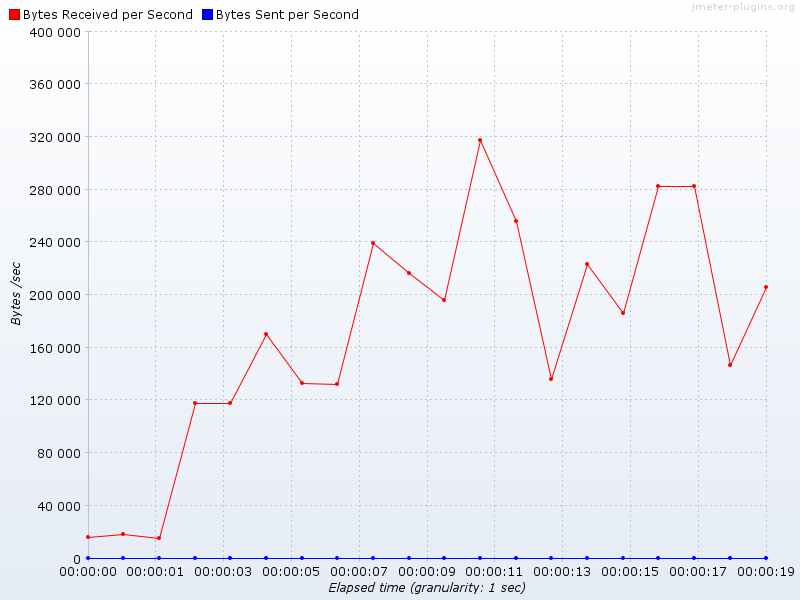 jmeter-plugins.org
Bytes Received per Second Bytes Sent per Second
400 000
360 000
320 000
280 000
240 000
200 000
160 000
120 000
80 000
40 000
0
Bytes /sec
00:00:00 00:00:01 00:00:03 00:00:05 00:00:07 00:00:09 00:00:11 00:00:13 00:00:15 00:00:17 00:00:19
Elapsed time (granularity: 1 sec)